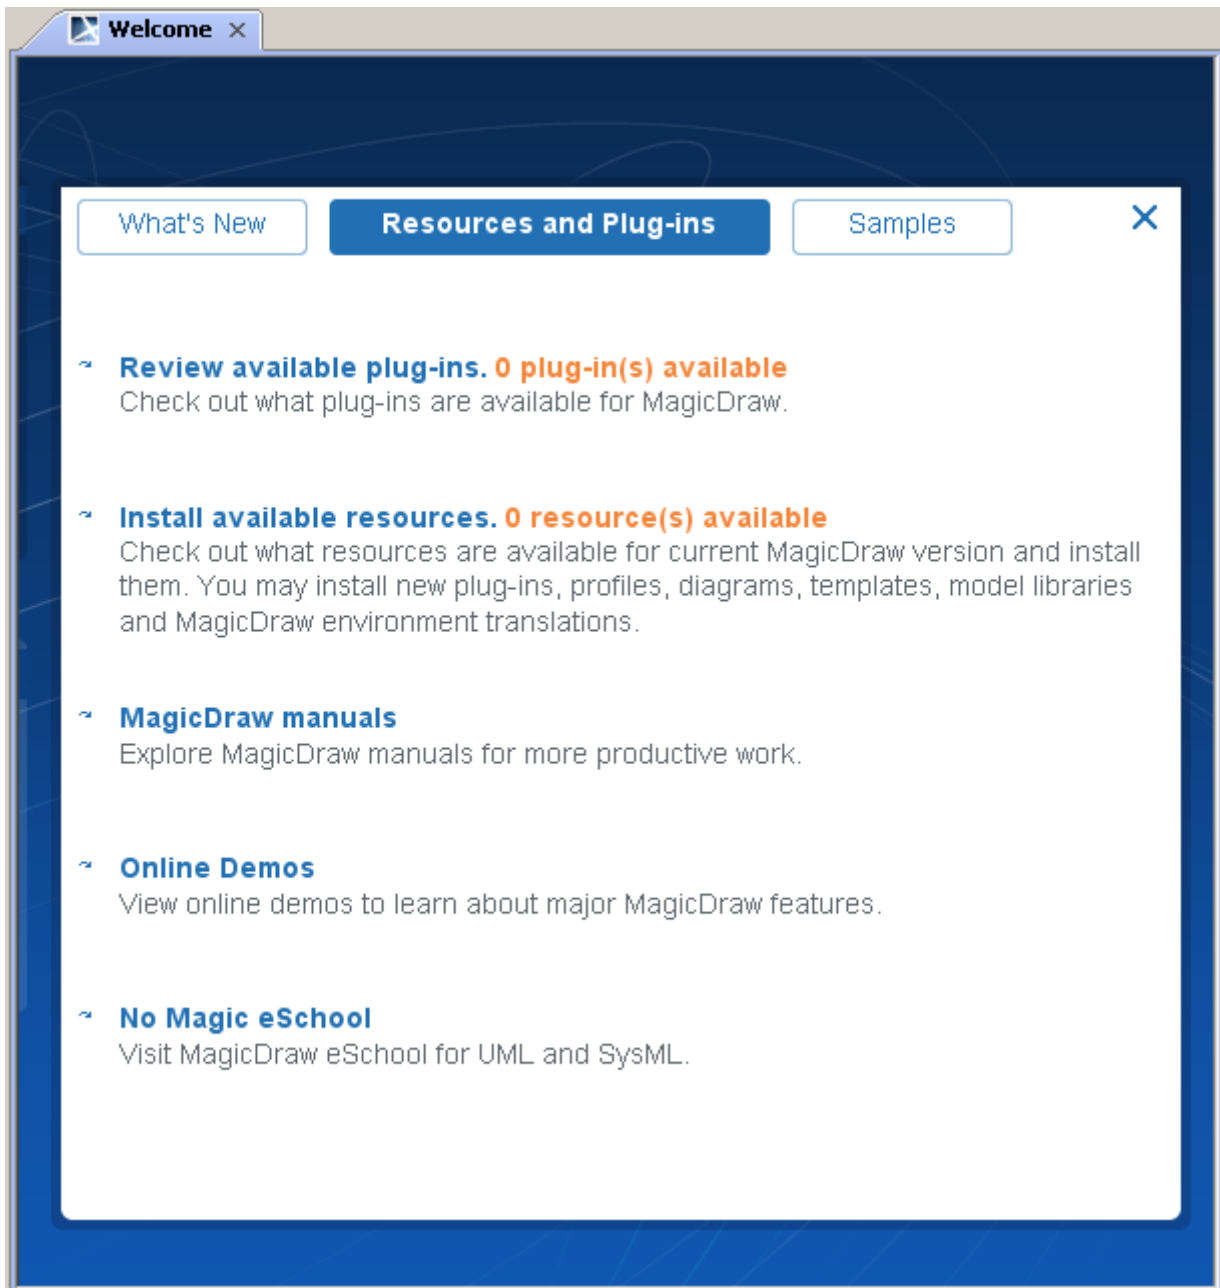 Welcome
What's New
Resources and Plug-ins
Samples
Review available plug-ins. 0 plug-in(s) available
Check out what plug-ins are available for MagicDraw.
Install available resources. 0 resource(s) available
Check out what resources are available for current MagicDraw version and install
them. You may install new plug-ins, profiles, diagrams, templates, model libraries
and MagicDraw environment translations.
MagicDraw manuals
Explore MagicDraw manuals for more productive work.
Online Demos
View online demos to learn about major MagicDraw features.
No Magic eSchool
Visit MagicDraw eSchool for UML and SysML.